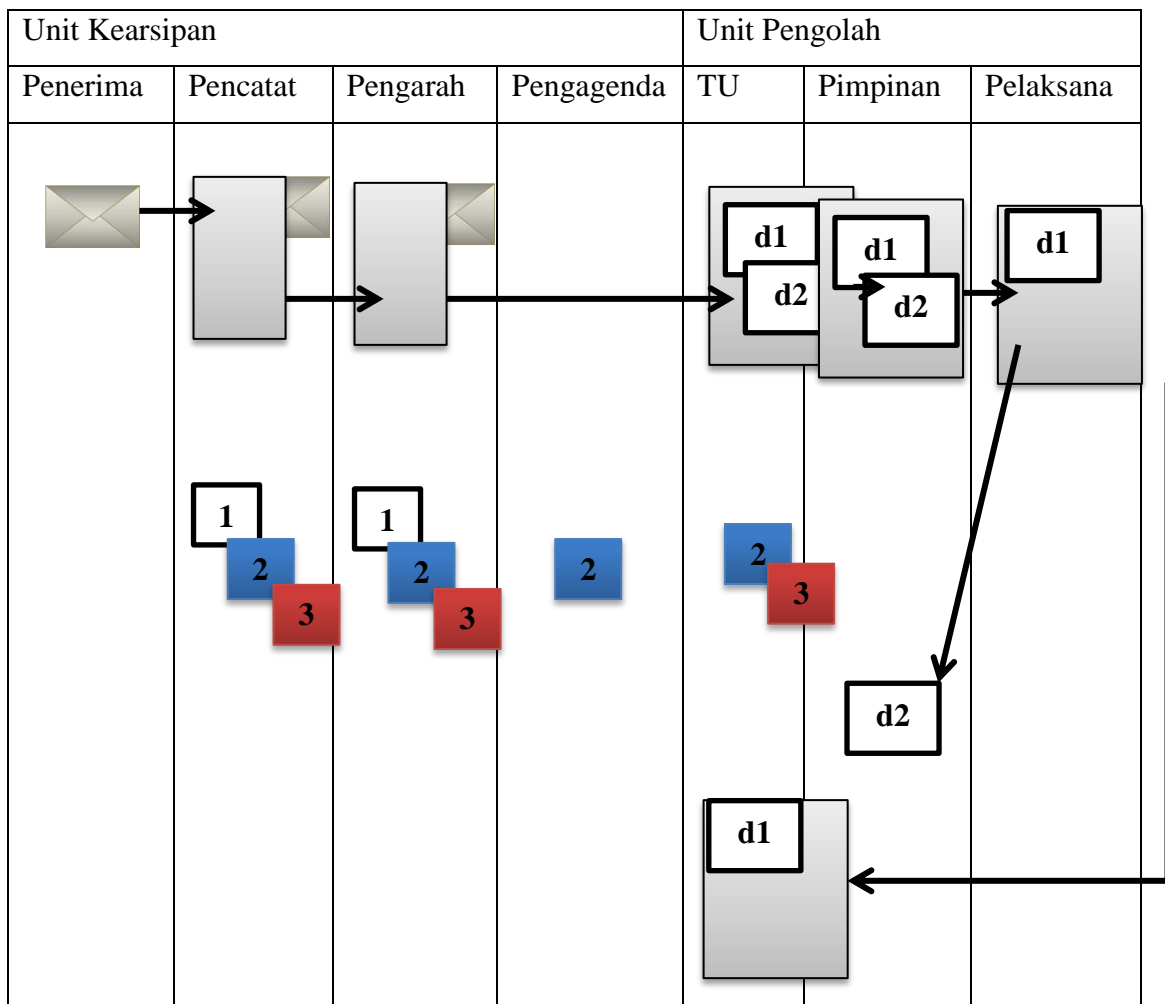 Unit Kearsipan
Unit Pengolah
Penerima
Pencatat
Pengarah
Pengagenda
TU
Pimpinan
Pelaksana
d1
d2
d1
d2
d1
1
2
3
1
2
3
2
2
3
d2
d1